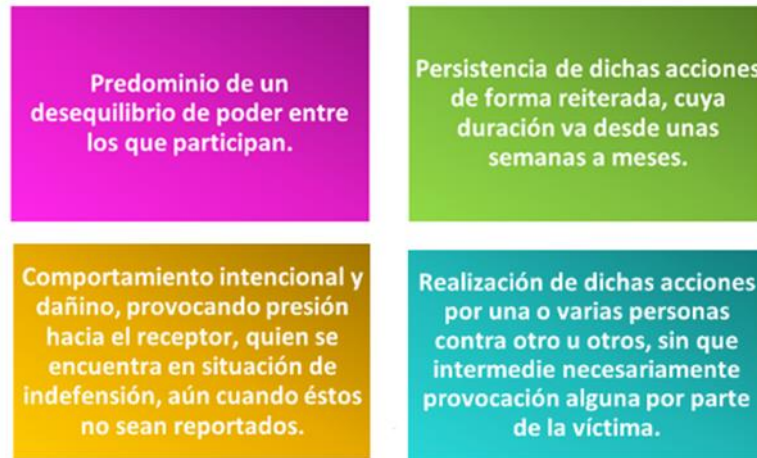 Predominio de un
desequilibrio de poder entre
los que participan.
Persistencia de dichas acciones
de forma reiterada, cuya
duración va desde unas
semanas a meses.
Comportamiento intencional y
dañino, provocando presión
hacia el receptor, quien se
encuentra en situación de
indefensión, aún cuando éstos
no sean reportados.
Realización de dichas acciones
por una o varias personas
contra otro u otros, sin que
intermedie necesariamente
provocación alguna por parte
de la víctima.